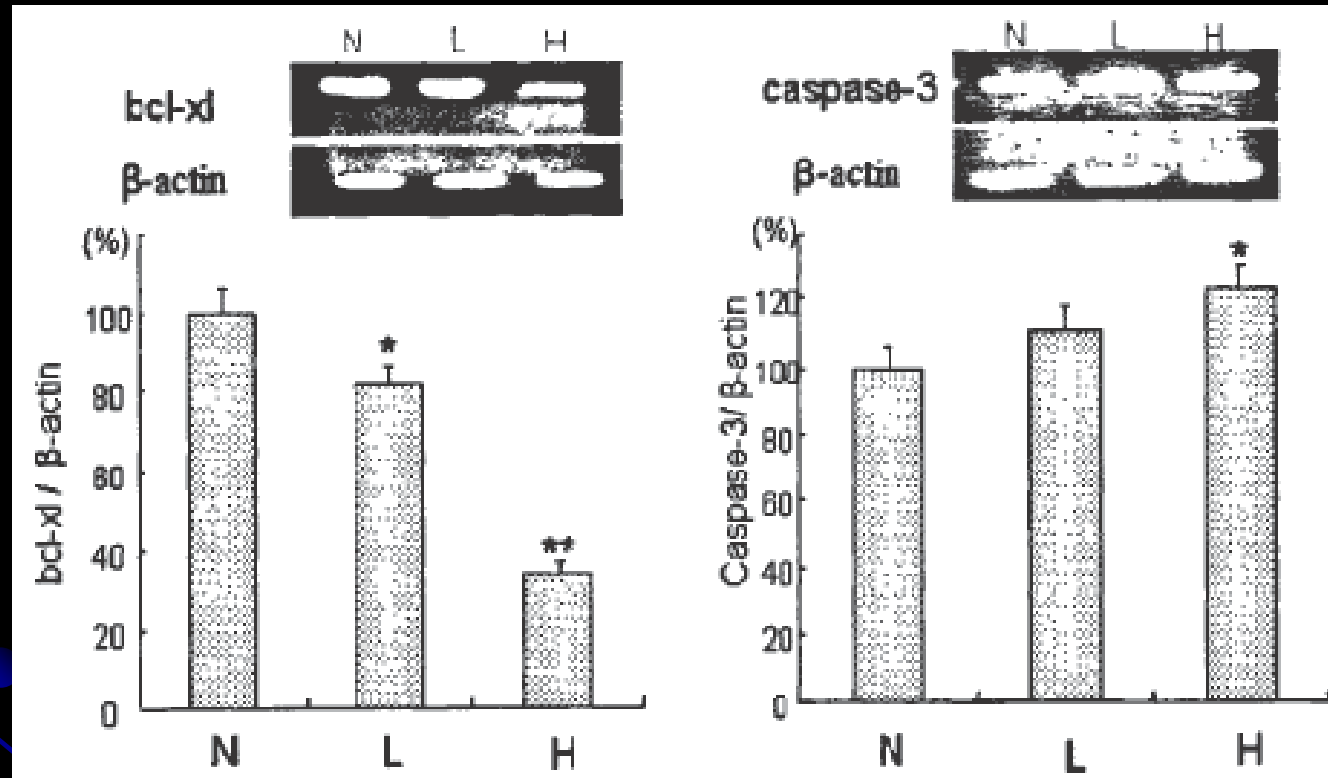 N L H
bcl-xl
β-actin
(%)
100
80
60
40
20
0
bcl-xl / β-actin
*
**
N L H
N L H
caspase-3
β-actin
(%)
120
100
80
60
40
20
0
Caspase-3/ β-actin
*
N L H